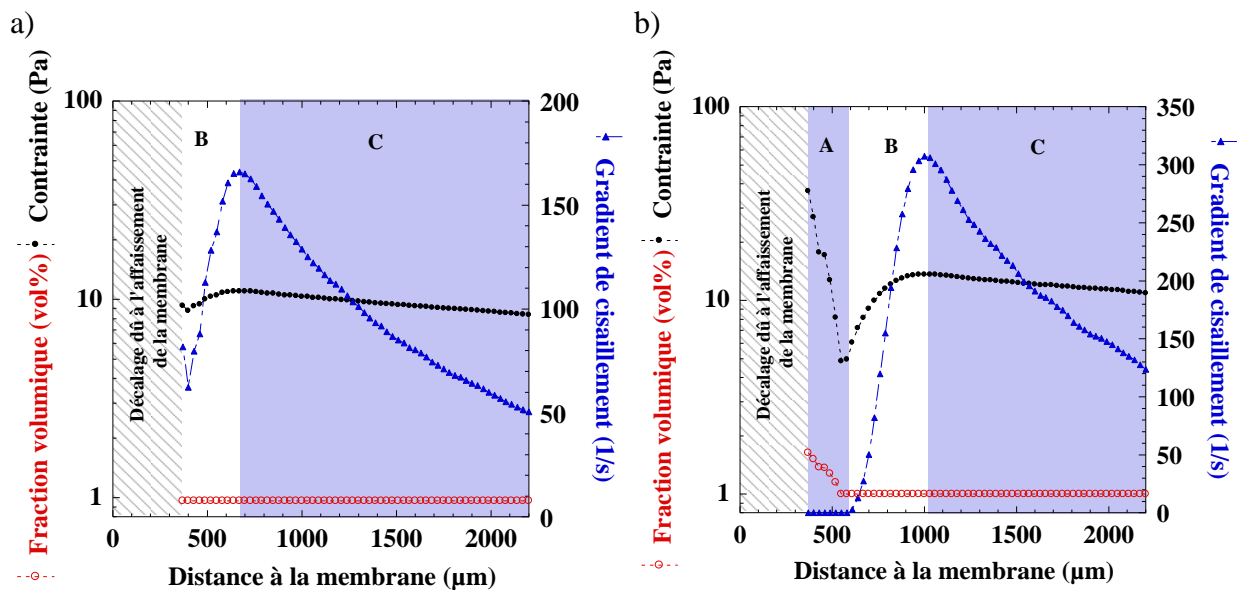 a)
Fraction volumique (vol%)
Contrainte (Pa)
100
10
1
Décalage dû à l'affaissement
de la membrane
B
C
200
150
100
50
0
Gradient de cisaillement (1/s)
0
500
1000
1500
2000
Distance à la membrane (µm)
b)
Fraction volumique (vol%)
Contrainte (Pa)
100
10
1
Décalage dû à l'affaissement
de la membrane
A
B
C
350
300
250
200
150
100
50
0
Gradient de cisaillement (1/s)
0
500
1000
1500
2000
Distance à la membrane (µm)